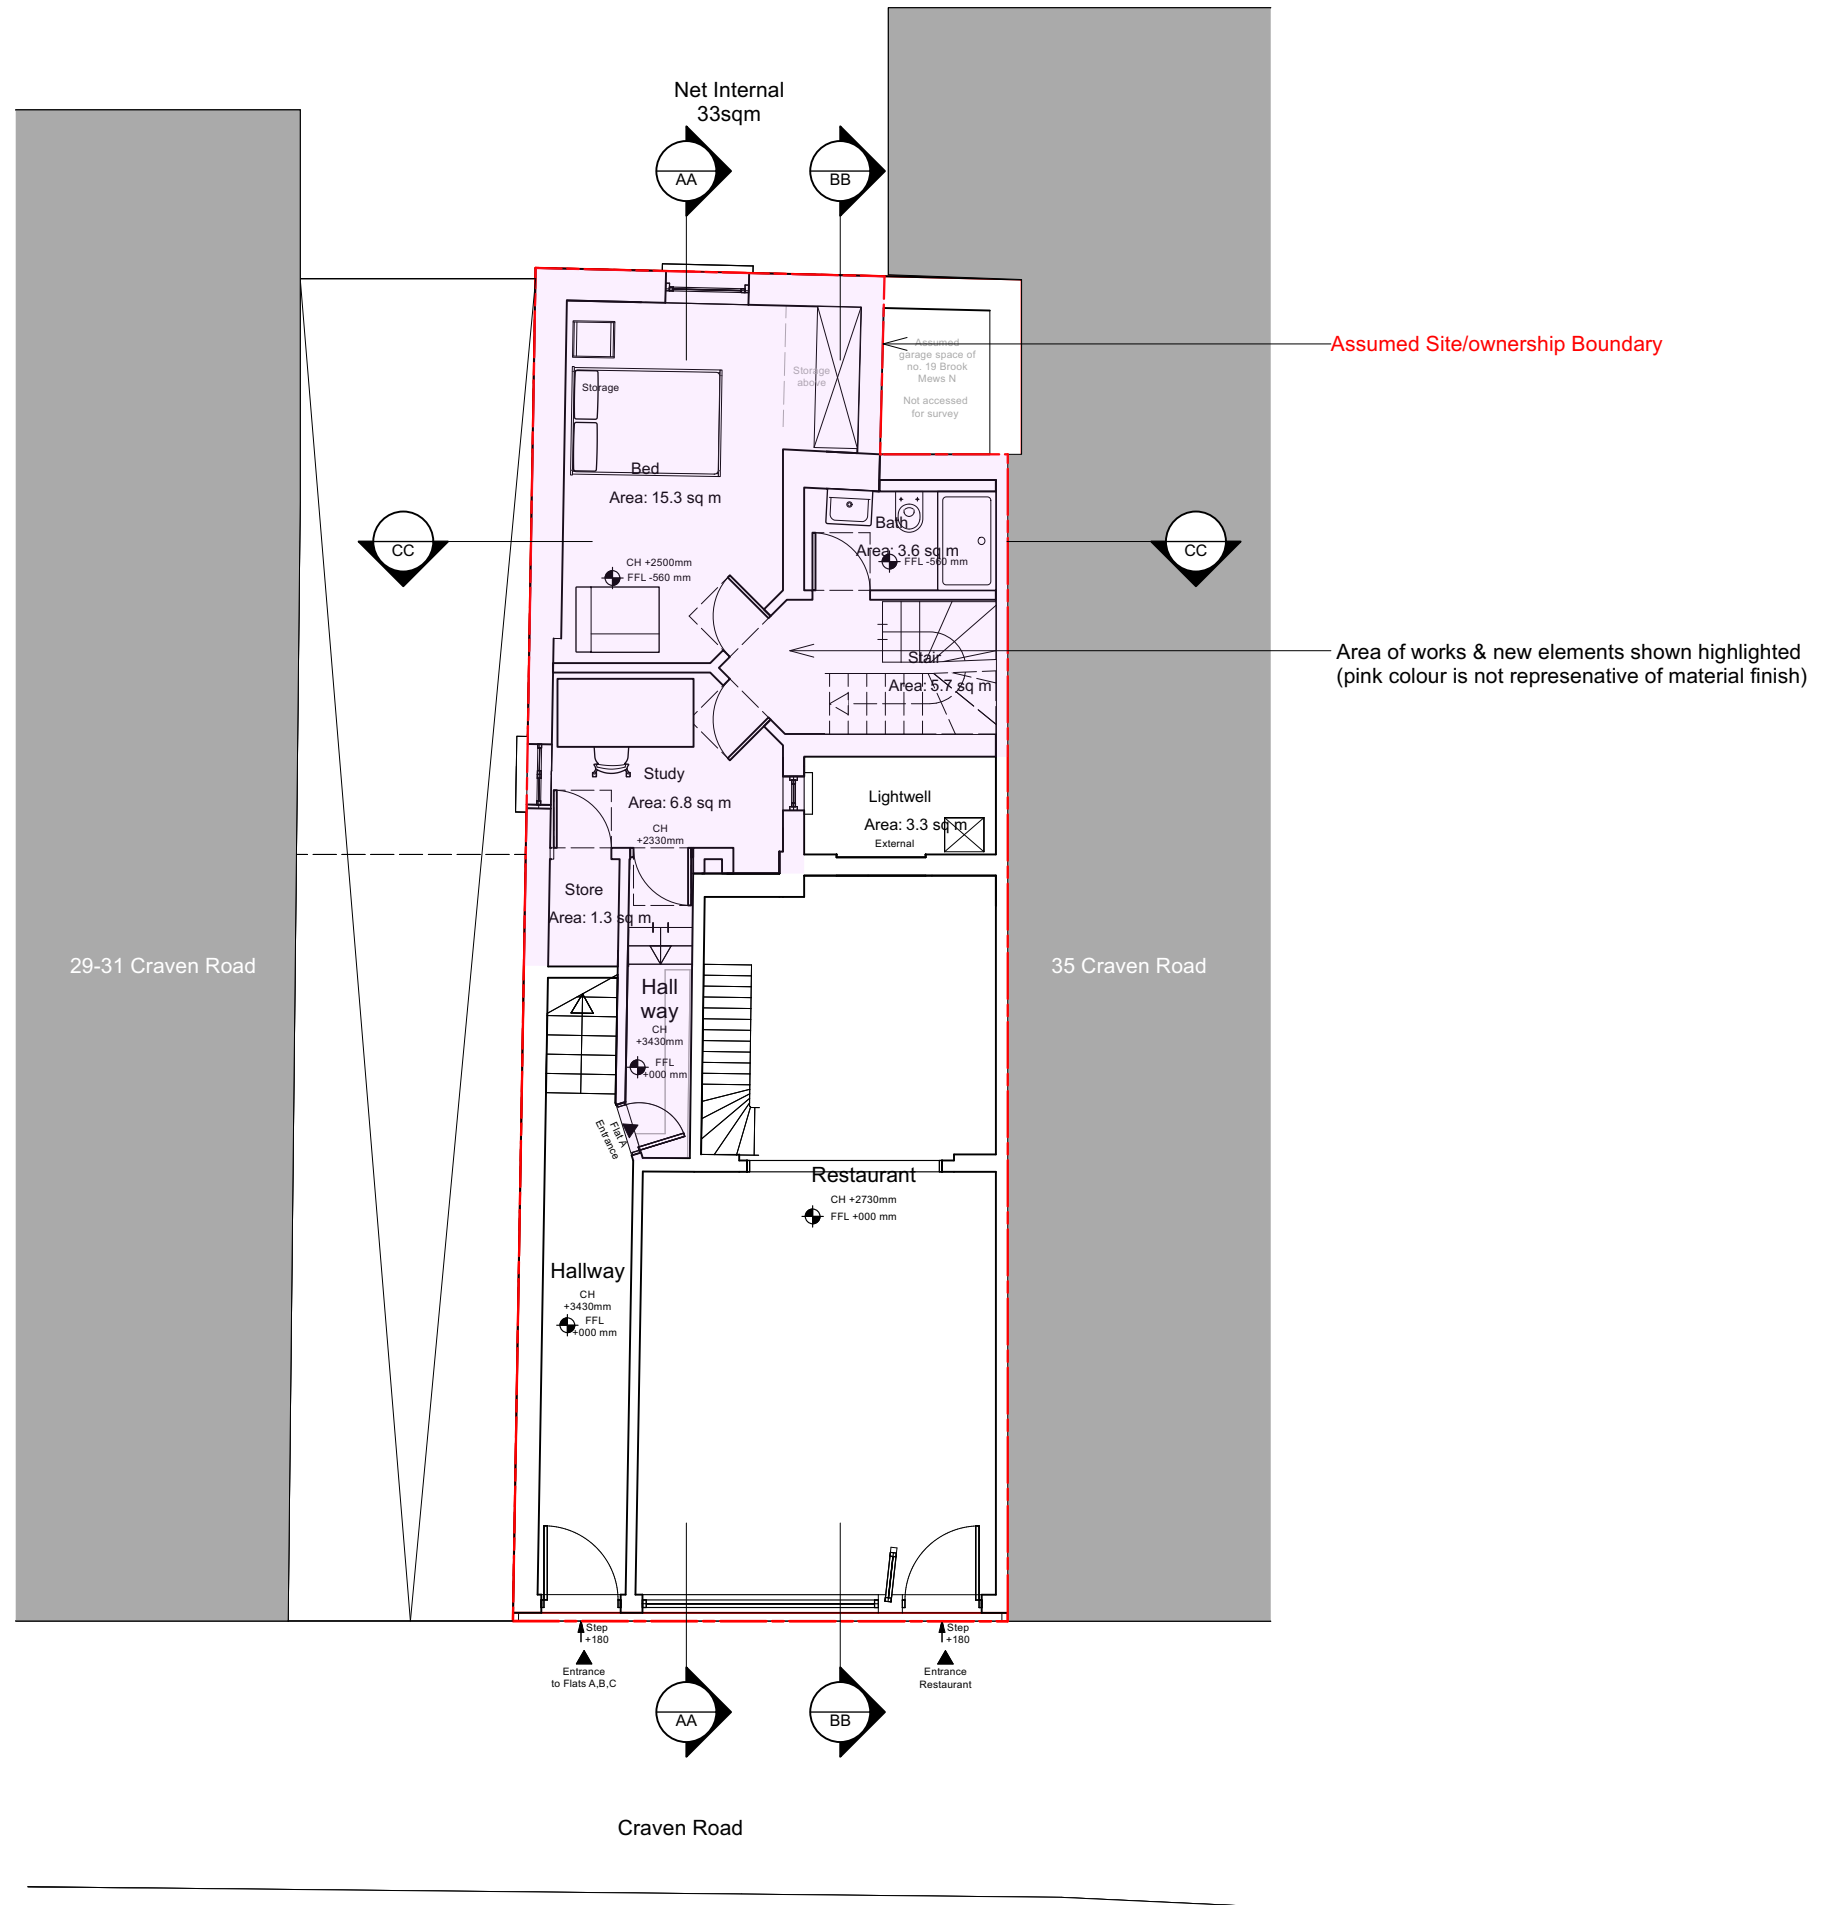 Net Internal
33sqm
AA
BB
Assumed
garage space of
no. 19 Brook
Mews N
Not accessed
for survey
Assumed Site/ownership Boundary
Storage
above
Storage
Bed
Area: 15.3 sq m
Bath
Area: 3.6 sq m
FFL -560 mm
CC
CC
CH +2500mm
FFL -560 mm
Area of works & new elements shown highlighted
(pink colour is not represenative of material finish)
Stair
Area: 5.7 sq m
Study
Area: 6.8 sq m
CH
+2330mm
Lightwell
Area: 3.3 sq m
External
Store
Area: 1.3 sq m
29-31 Craven Road
35 Craven Road
Hall
way
CH
+3430mm
FFL
+000 mm
Flat A
Entrance
Restaurant
CH +2730mm
FFL +000 mm
Hallway
CH
+3430mm
FFL
+000 mm
Step
+180
Entrance
to Flats A,B,C
Step
+180
Entrance
Restaurant
AA
BB
Craven Road